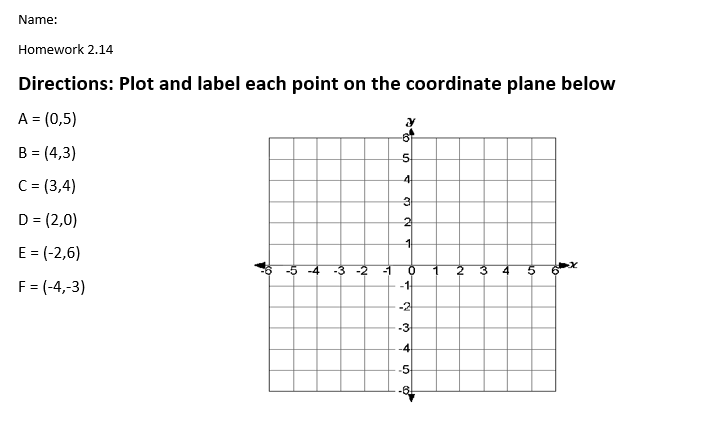 Name:
Homework 2.14
Directions: Plot and label each point on the coordinate plane below
A = (0,5)
B = (4,3)
C = (3,4)
D = (2,0)
E = (-2,6)
F = (-4,-3)
y
6
5
4
3
2
1
-6 -5 -4 -3 -2 -1 0 1 2 3 4 5 6 x
-1
-2
-3
-4
-5
-6